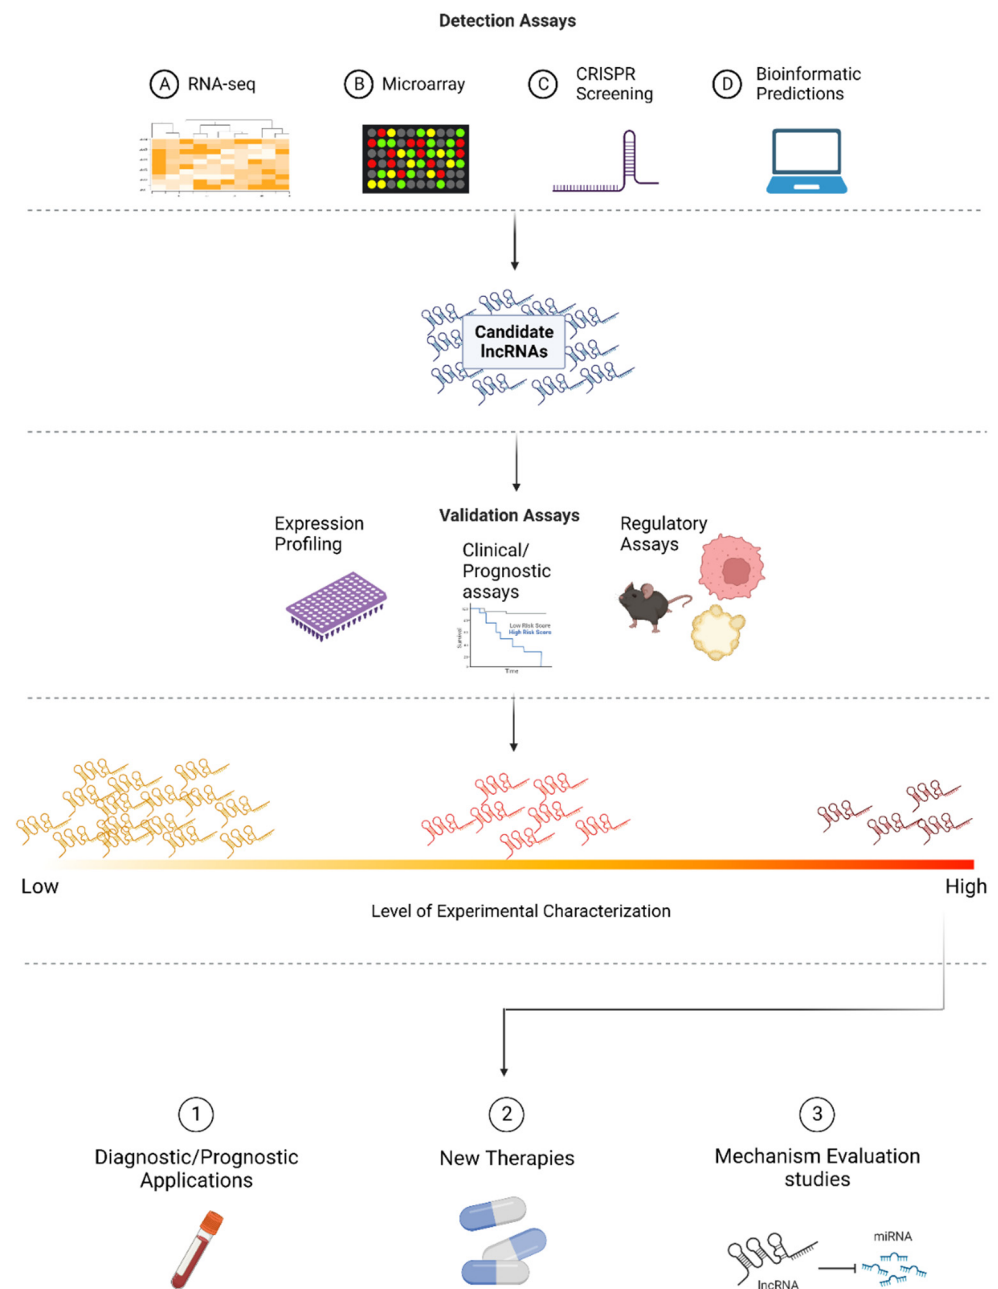 Detection Assays
A RNA-seq
B Microarray
C CRISPR
Screening
D Bioinformatic
Predictions
Candidate
lncRNAs
Validation Assays
Expression
Profiling
Clinical/
Prognostic
assays
Regulatory
Assays
Low Risk Score
High Risk Score
Survival
Time
Low
High
Level of Experimental Characterization
1
2
3
Diagnostic/Prognostic
Applications
New Therapies
Mechanism Evaluation
studies
miRNA
lncRNA